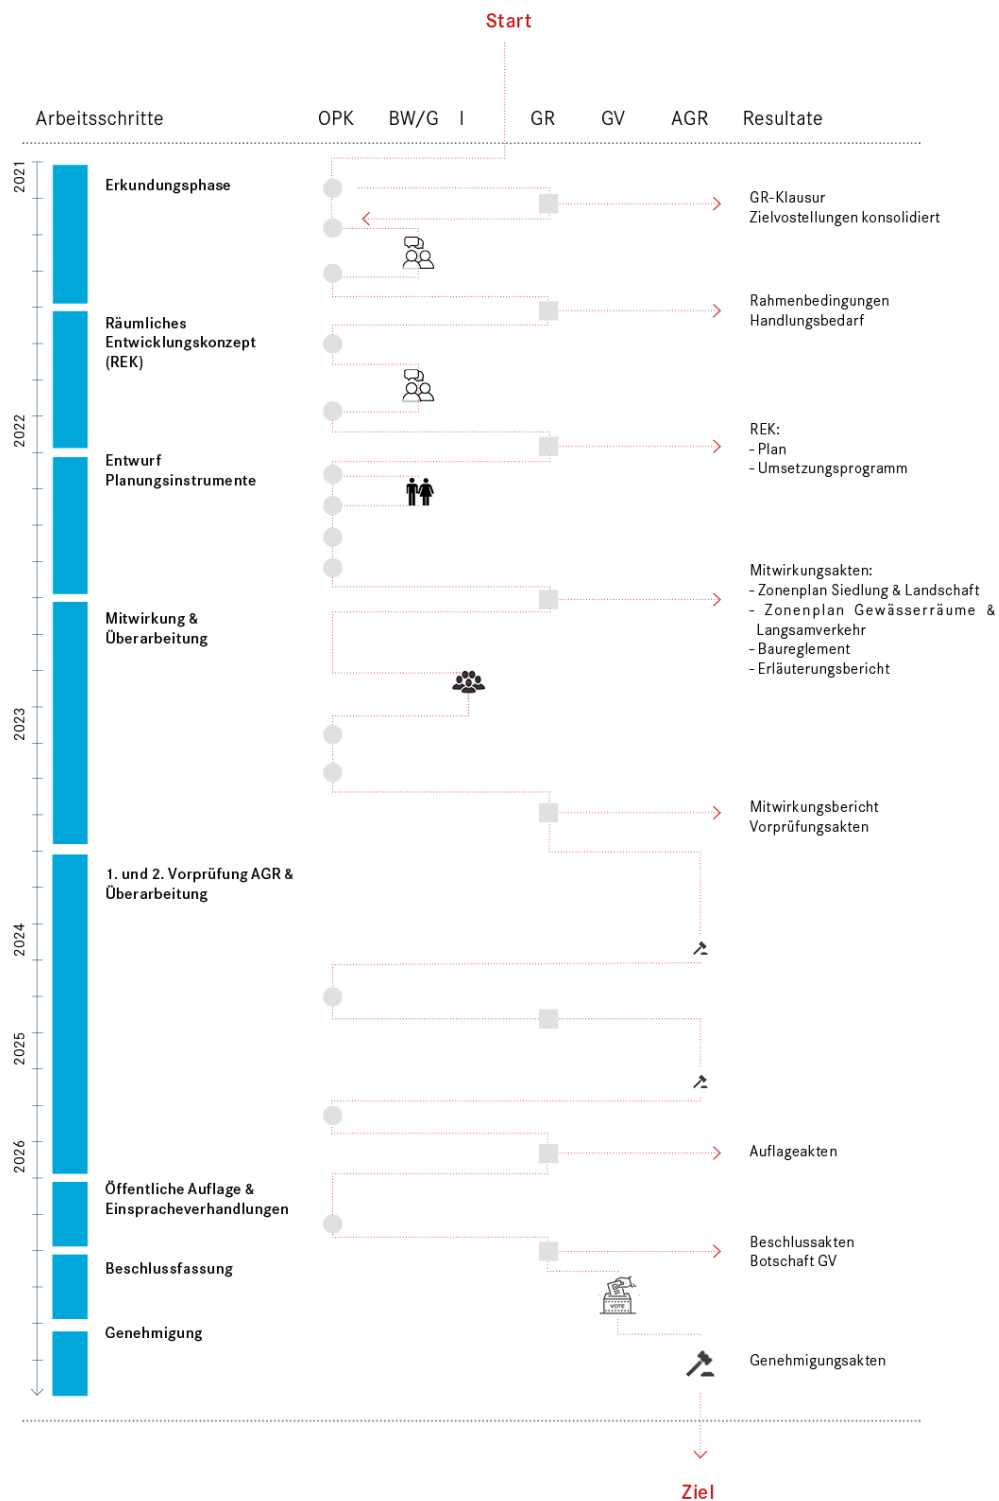 Start
Arbeitsschritte OPK BW/G I GR GV AGR Resultate
2021
Erkundungsphase
GR-Klausur
Zielvostellungen konsolidiert
Rahmenbedingungen
Handlungsbedarf
Räumliches
Entwicklungskonzept
(REK)
2022
REK:
- Plan
- Umsetzungsprogramm
Entwurf
Planungsinstrumente
Mitwirkungsakten:
- Zonenplan Siedlung & Landschaft
- Zonenplan Gewässerräume &
Langsamverkehr
- Baureglement
- Erläuterungsbericht
Mitwirkung &
Überarbeitung
2023
Mitwirkungsbericht
Vorprüfungsakten
1. und 2. Vorprüfung AGR &
Überarbeitung
2024
2025
2026
Auflageakten
Öffentliche Auflage &
Einspracheverhandlungen
Beschlussakten
Botschaft GV
Beschlussfassung
VOTE
Genehmigung
Genehmigungsakten
Ziel